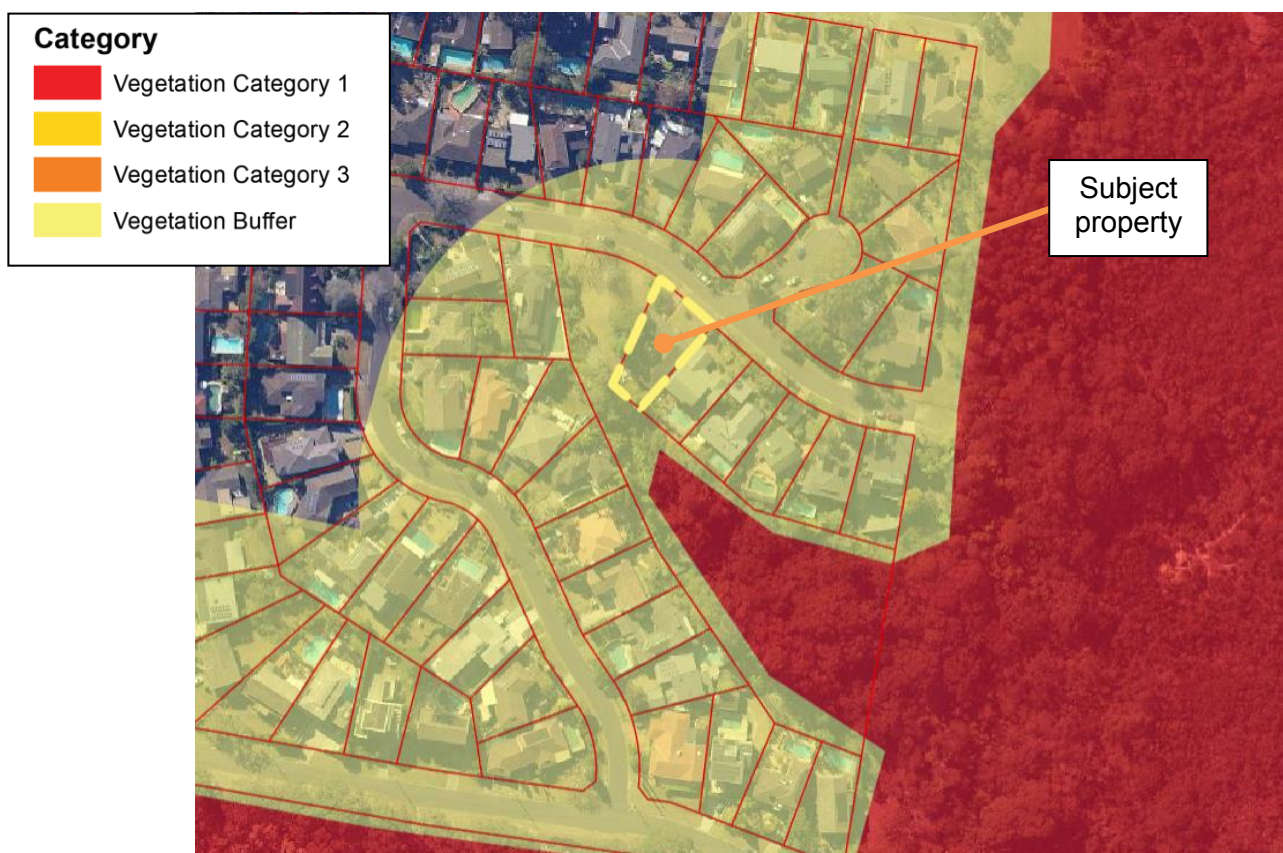 Category
Vegetation Category 1
Vegetation Category 2
Vegetation Category 3
Vegetation Buffer
Subject
property